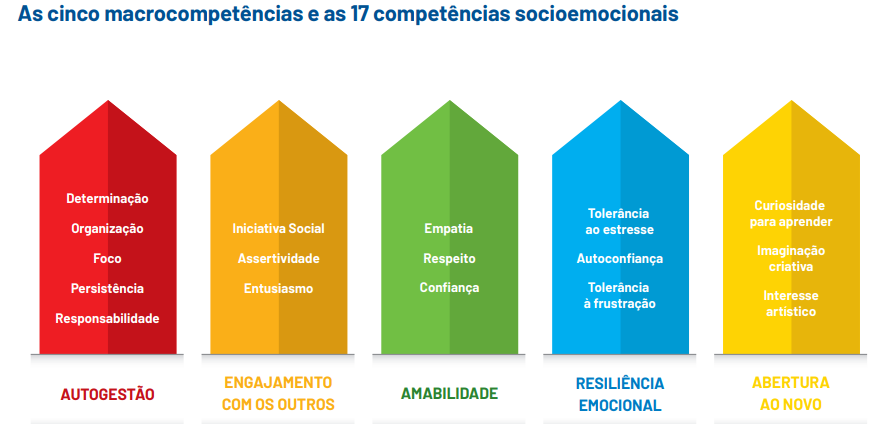 As cinco macrocompetências e as 17 competências socioemocionais
Determinação
Organização
Foco
Persistência
Responsabilidade
AUTOGESTÃO
Iniciativa Social
Assertividade
Entusiasmo
ENGAJAMENTO
COM OS OUTROS
Empatia
Respeito
Confiança
AMABILIDADE
Tolerância
ao estresse
Autoconfiança
Tolerância
à frustração
RESILIÊNCIA
EMOCIONAL
Curiosidade
para aprender
Imaginação
criativa
Interesse
artístico
ABERTURA
AO NOVO